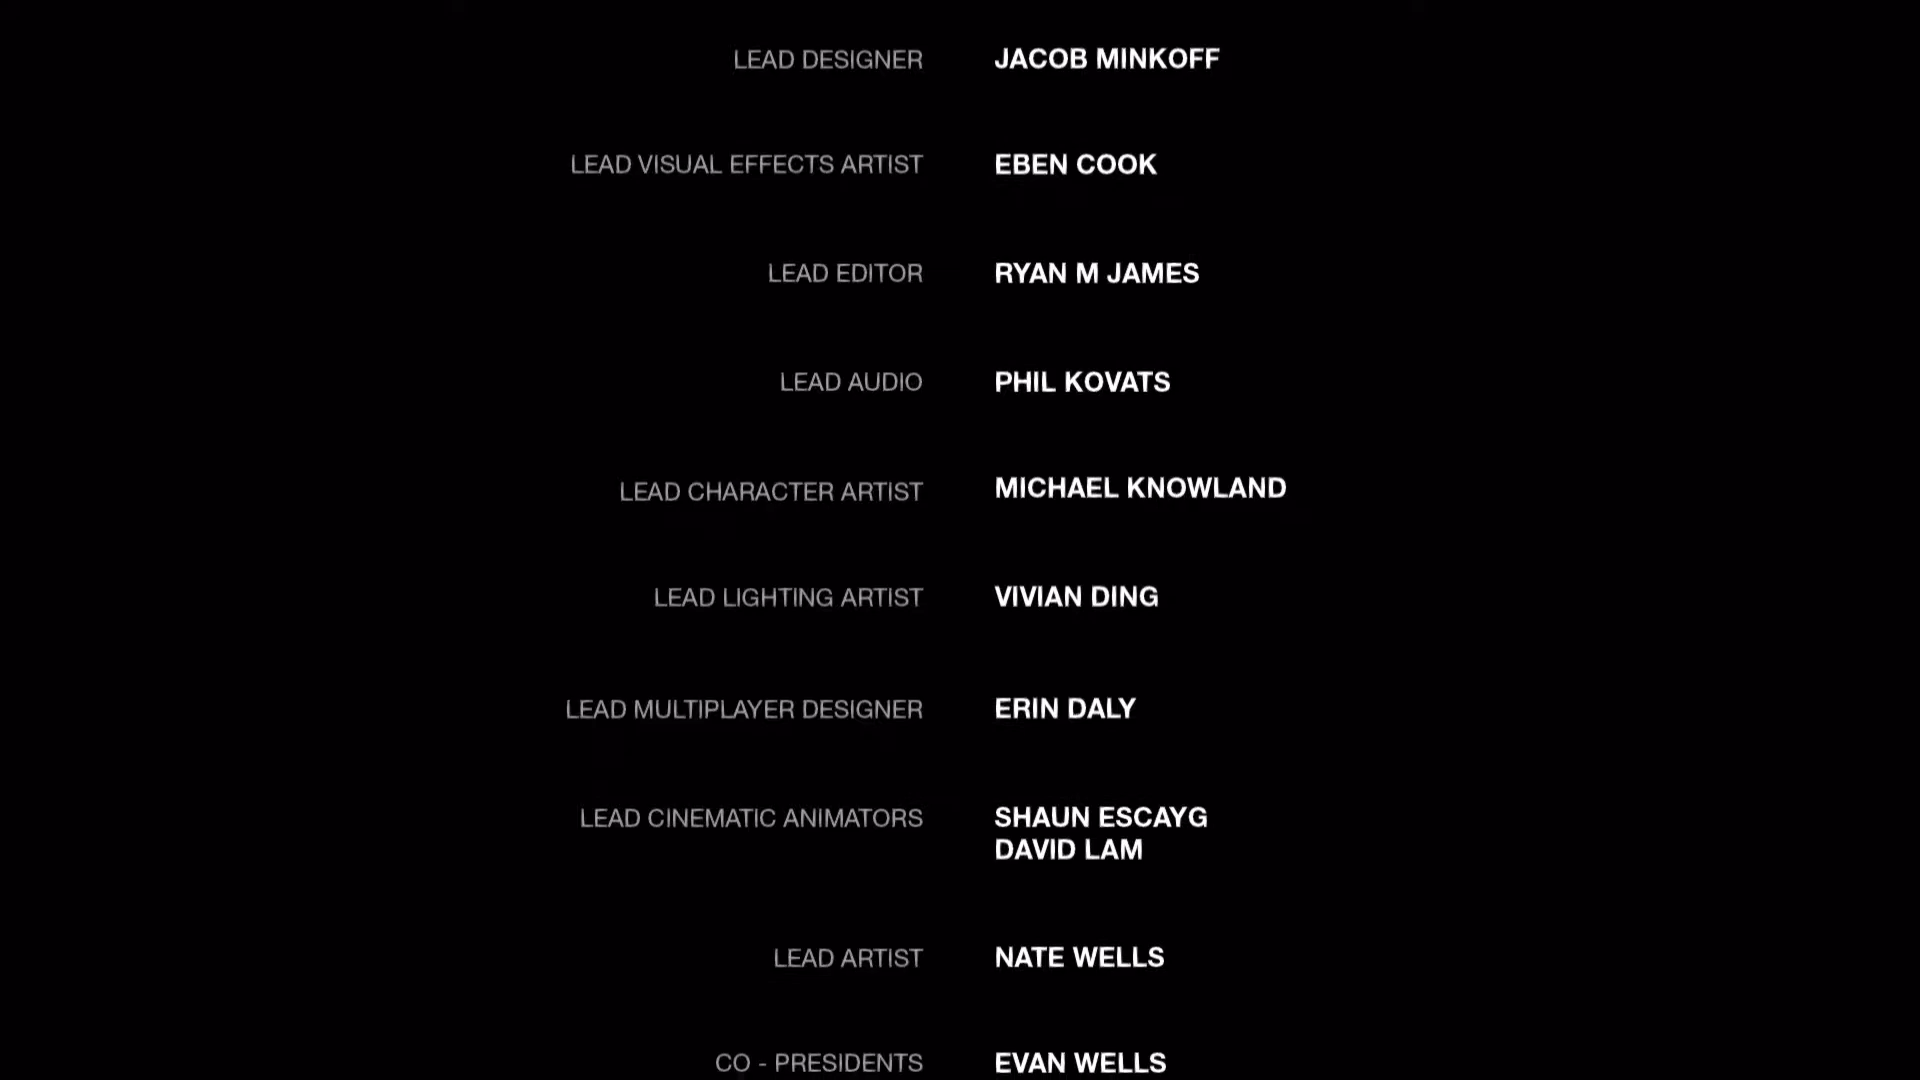 LEAD DESIGNER JACOB MINKOFF
LEAD VISUAL EFFECTS ARTIST EBEN COOK
LEAD EDITOR RYAN M JAMES
LEAD AUDIO PHIL KOVATS
LEAD CHARACTER ARTIST MICHAEL KNOWLAND
LEAD LIGHTING ARTIST VIVIAN DING
LEAD MULTIPLAYER DESIGNER ERIN DALY
LEAD CINEMATIC ANIMATORS SHAUN ESCAYG
DAVID LAM
LEAD ARTIST NATE WELLS
CO - PRESIDENTS EVAN WELLS